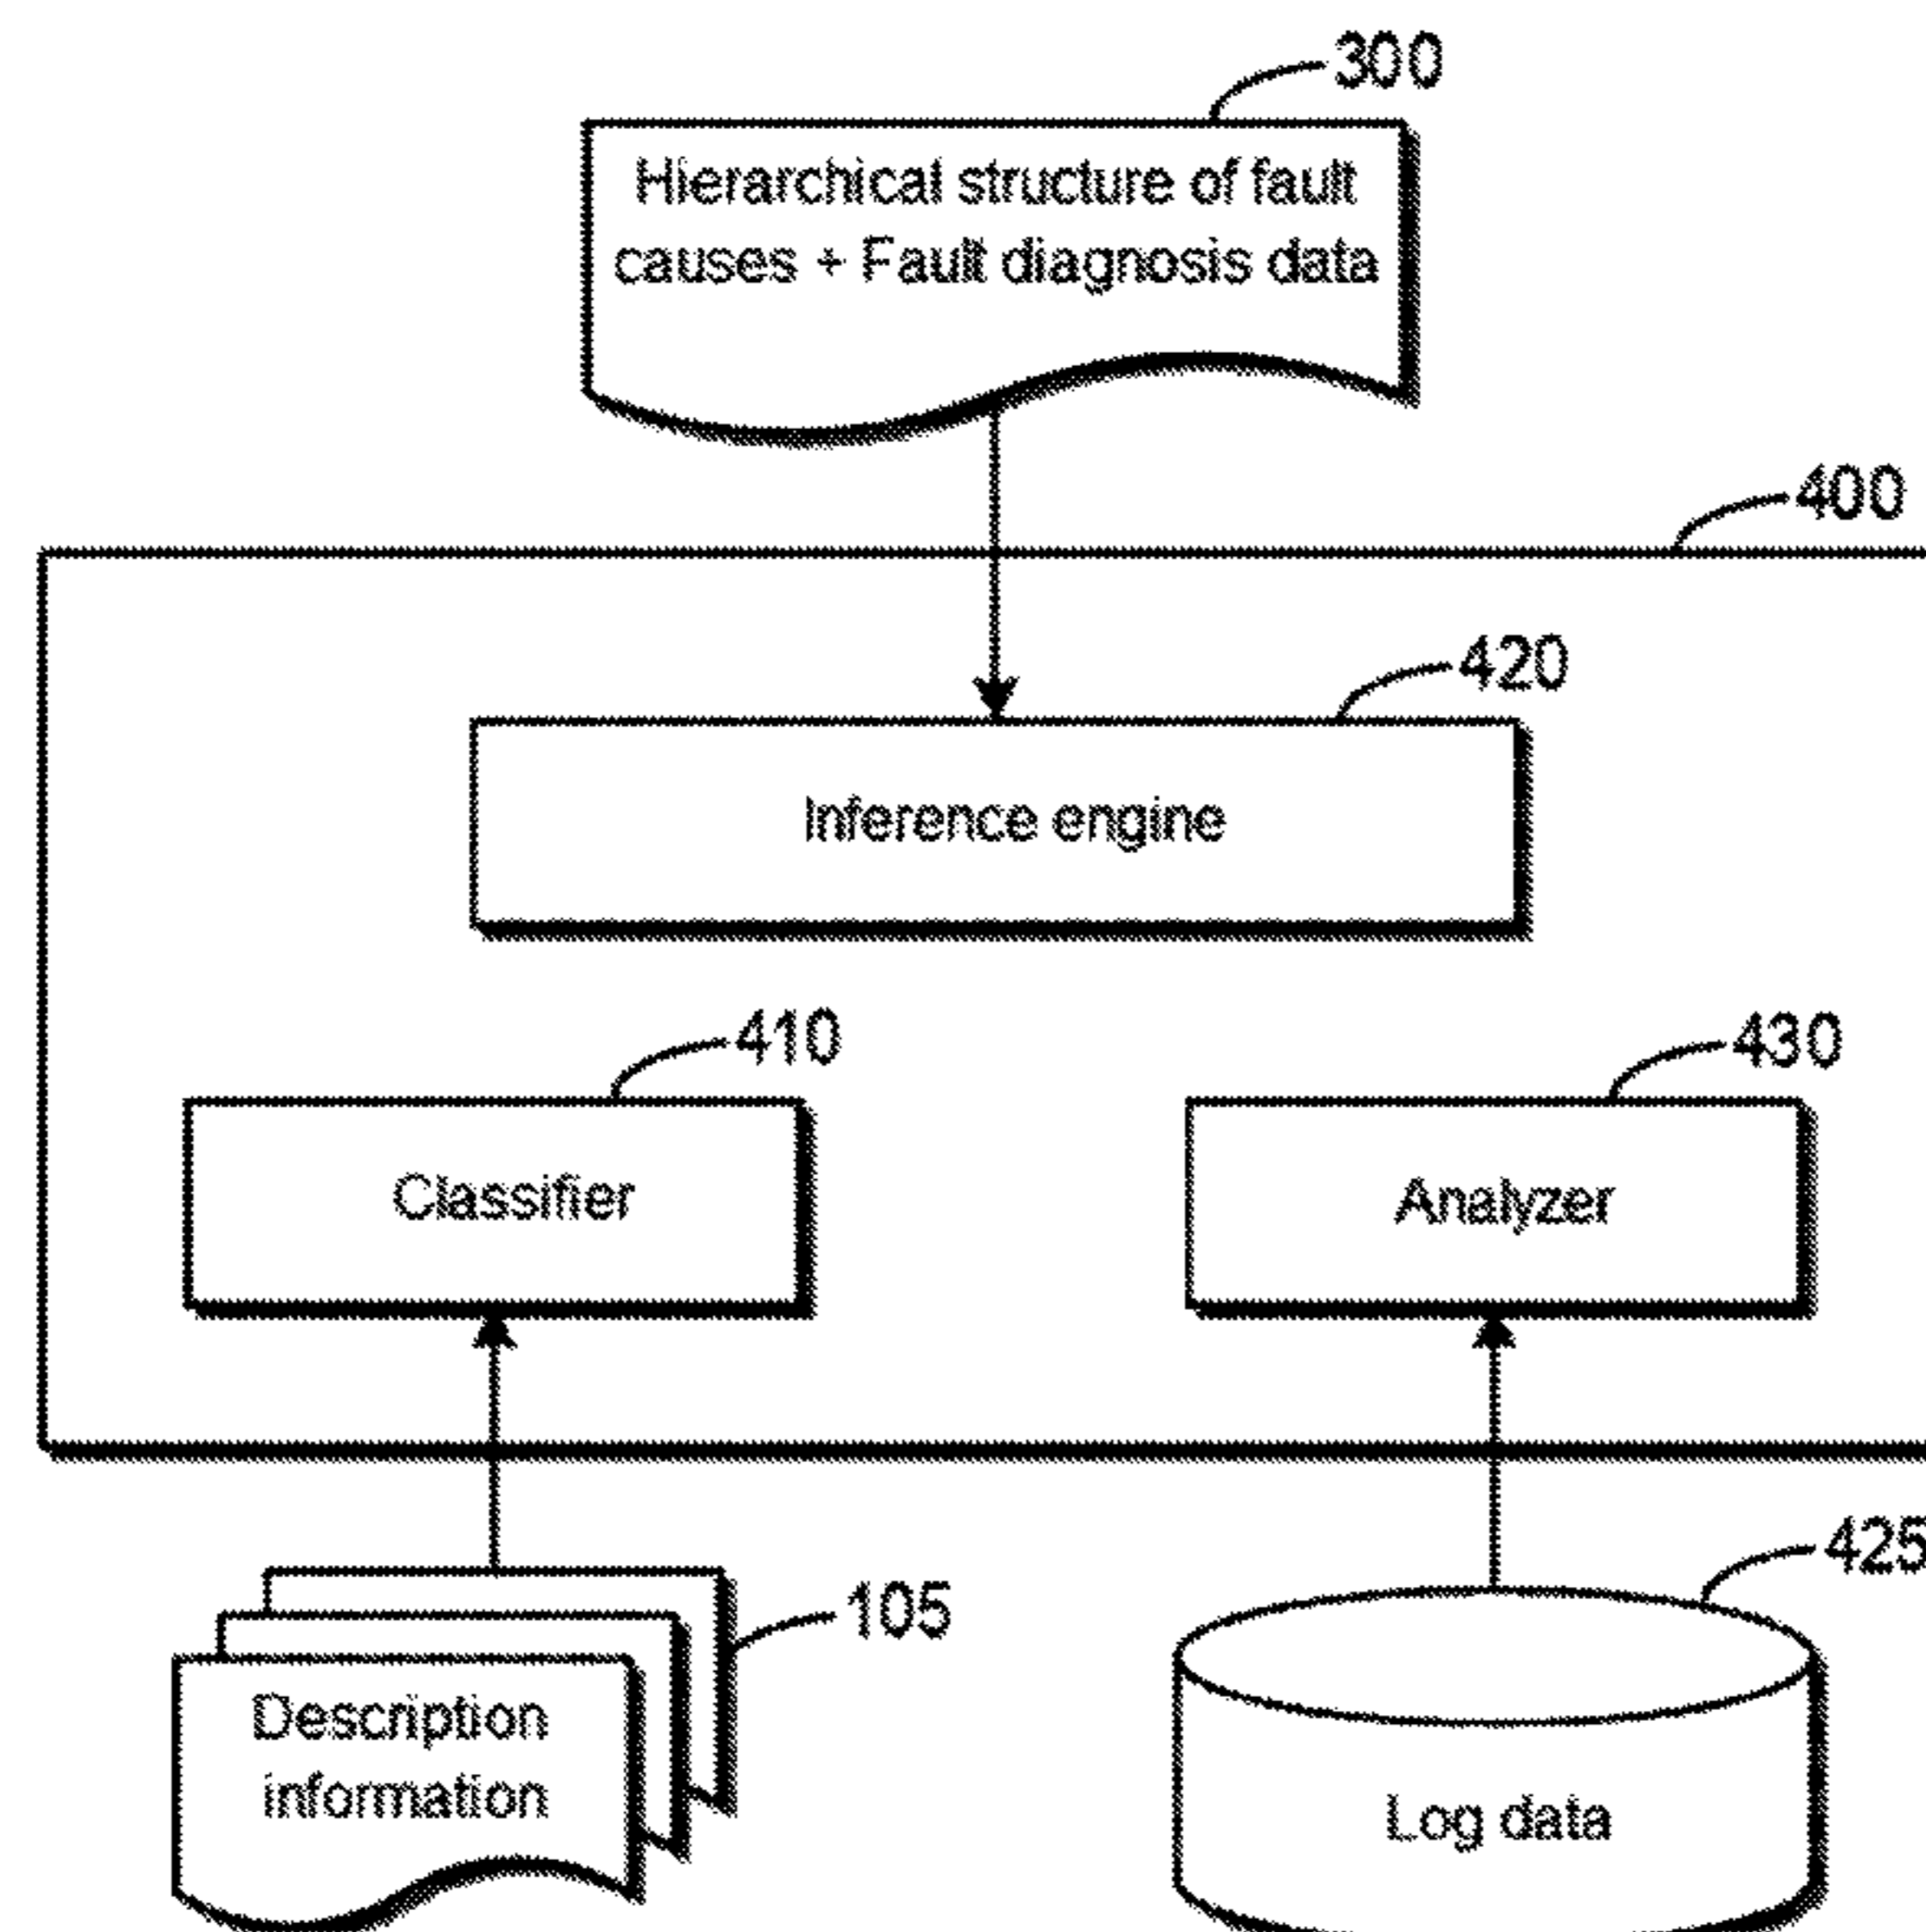 300
Hierarchical structure of fault
causes + Fault diagnosis data
400
420
Inference engine
410
430
Classifier
Analyzer
425
105
Description
information
Log data